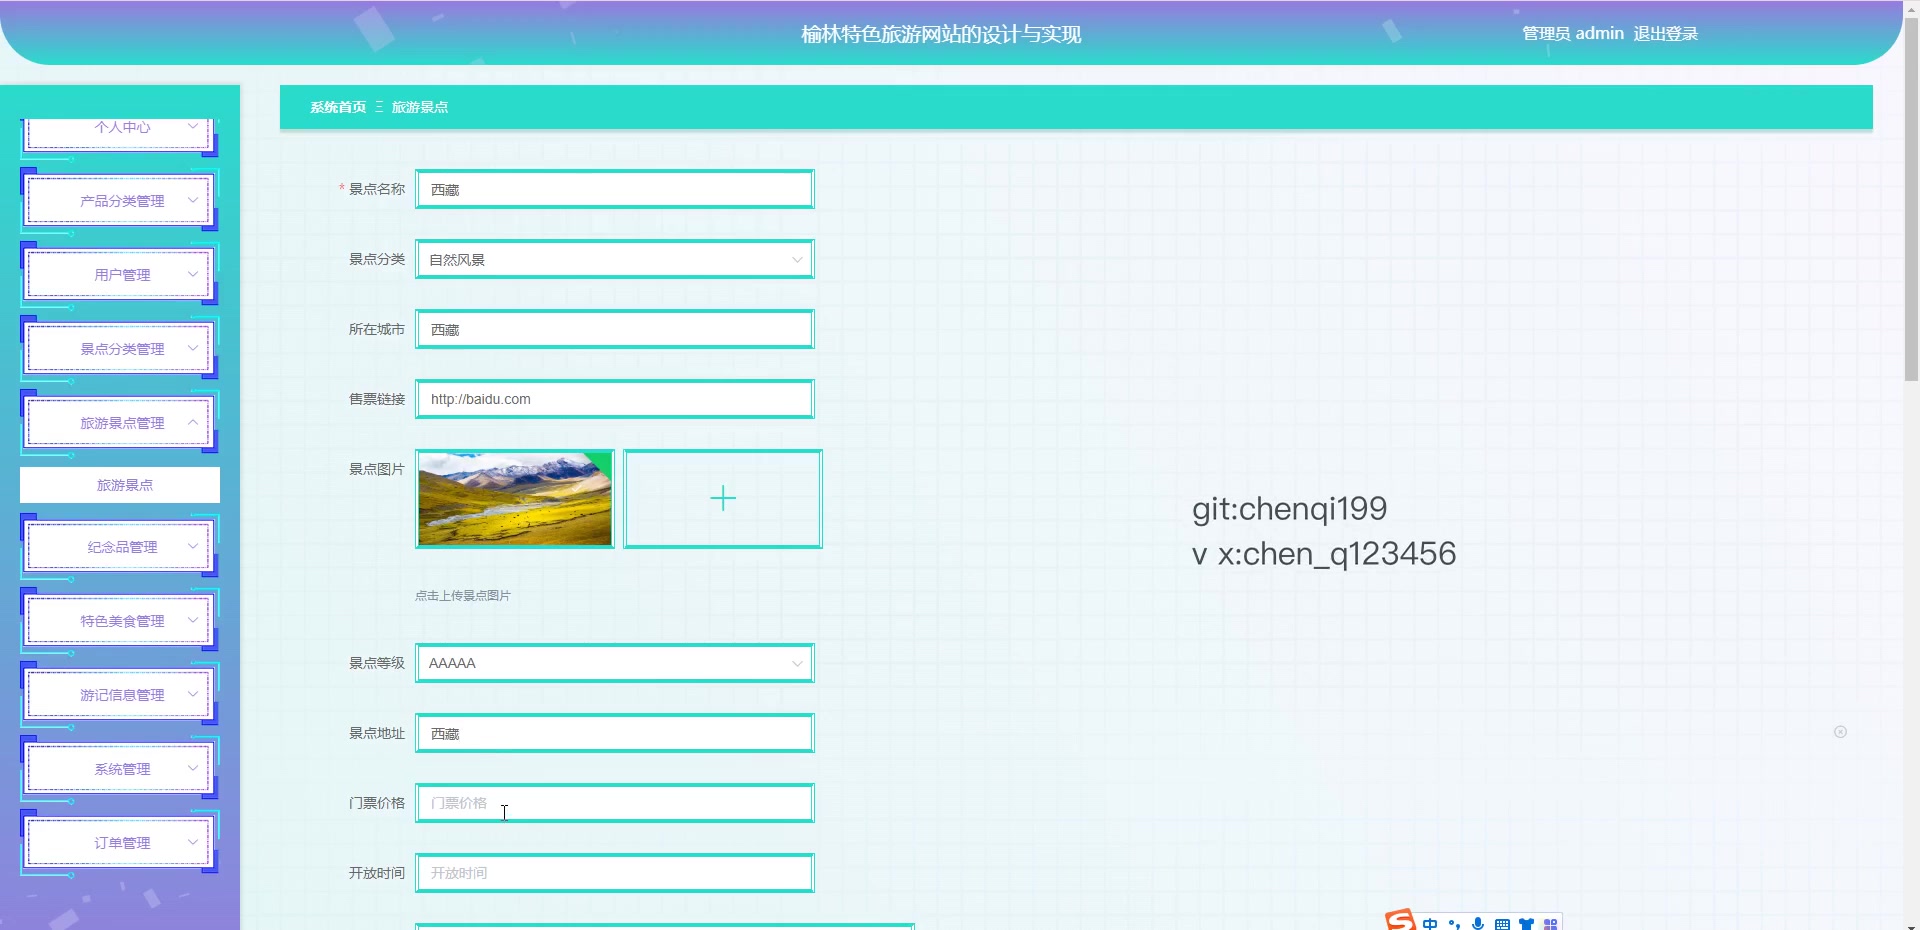 榆林特色旅游网站的设计与实现
管理员 admin 退出登录
系统首页 旅游景点
个人中心
产品分类管理
用户管理
景点分类管理
旅游景点管理
旅游景点
纪念品管理
特色美食管理
游记信息管理
系统管理
订单管理
* 景点名称 西藏
景点分类 自然风景
所在城市 西藏
售票链接 http://baidu.com
景点图片
点击上传景点图片
景点等级 AAAAA
景点地址 西藏
门票价格 门票价格
开放时间 开放时间
git:chenqi199
v x:chen_q123456
中